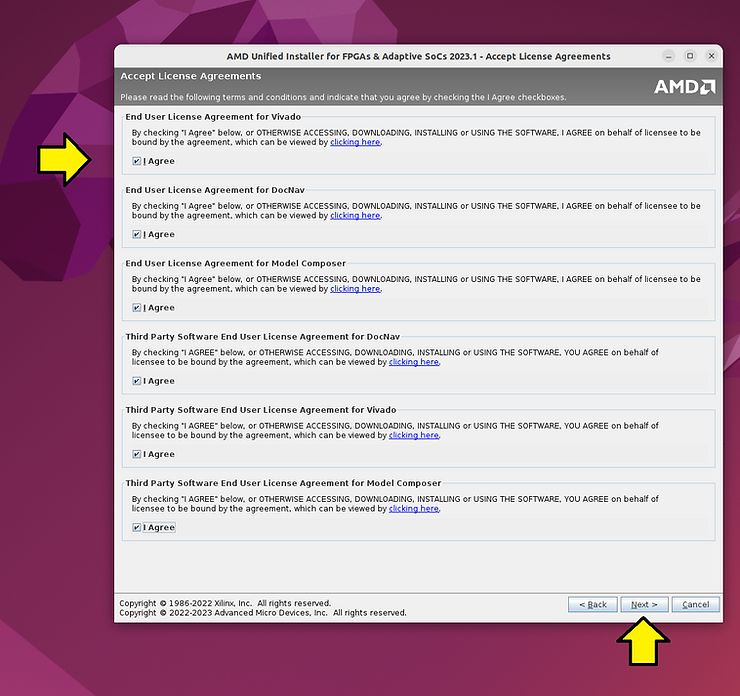 AMD Unified Installer for FPGAs & Adaptive SoCs 2023.1 - Accept License Agreements
Accept License Agreements
AMD
Please read the following terms and conditions and indicate that you agree by checking the I Agree checkboxes.
End User License Agreement for Vivado
By checking "I Agree" below, or OTHERWISE ACCESSING, DOWNLOADING, INSTALLING or USING THE SOFTWARE, I AGREE on behalf of licensee to be
bound by the agreement, which can be viewed by clicking here.
I Agree
End User License Agreement for DocNav
By checking "I Agree" below, or OTHERWISE ACCESSING, DOWNLOADING, INSTALLING or USING THE SOFTWARE, I AGREE on behalf of licensee to be
bound by the agreement, which can be viewed by clicking here.
I Agree
End User License Agreement for Model Composer
By checking "I Agree" below, or OTHERWISE ACCESSING, DOWNLOADING, INSTALLING or USING THE SOFTWARE, I AGREE on behalf of licensee to be
bound by the agreement, which can be viewed by clicking here.
I Agree
Third Party Software End User License Agreement for DocNav
By checking "I AGREE" below, or OTHERWISE ACCESSING, DOWNLOADING, INSTALLING or USING THE SOFTWARE, YOU AGREE on behalf of
licensee to be bound by the agreement, which can be viewed by clicking here.
I Agree
Third Party Software End User License Agreement for Vivado
By checking "I AGREE" below, or OTHERWISE ACCESSING, DOWNLOADING, INSTALLING or USING THE SOFTWARE, YOU AGREE on behalf of
licensee to be bound by the agreement, which can be viewed by clicking here.
I Agree
Third Party Software End User License Agreement for Model Composer
By checking "I AGREE" below, or OTHERWISE ACCESSING, DOWNLOADING, INSTALLING or USING THE SOFTWARE, YOU AGREE on behalf of
licensee to be bound by the agreement, which can be viewed by clicking here.
I Agree
Copyright © 1986-2022 Xilinx, Inc. All rights reserved.
Copyright © 2022-2023 Advanced Micro Devices, Inc. All rights reserved.
< Back Next > Cancel